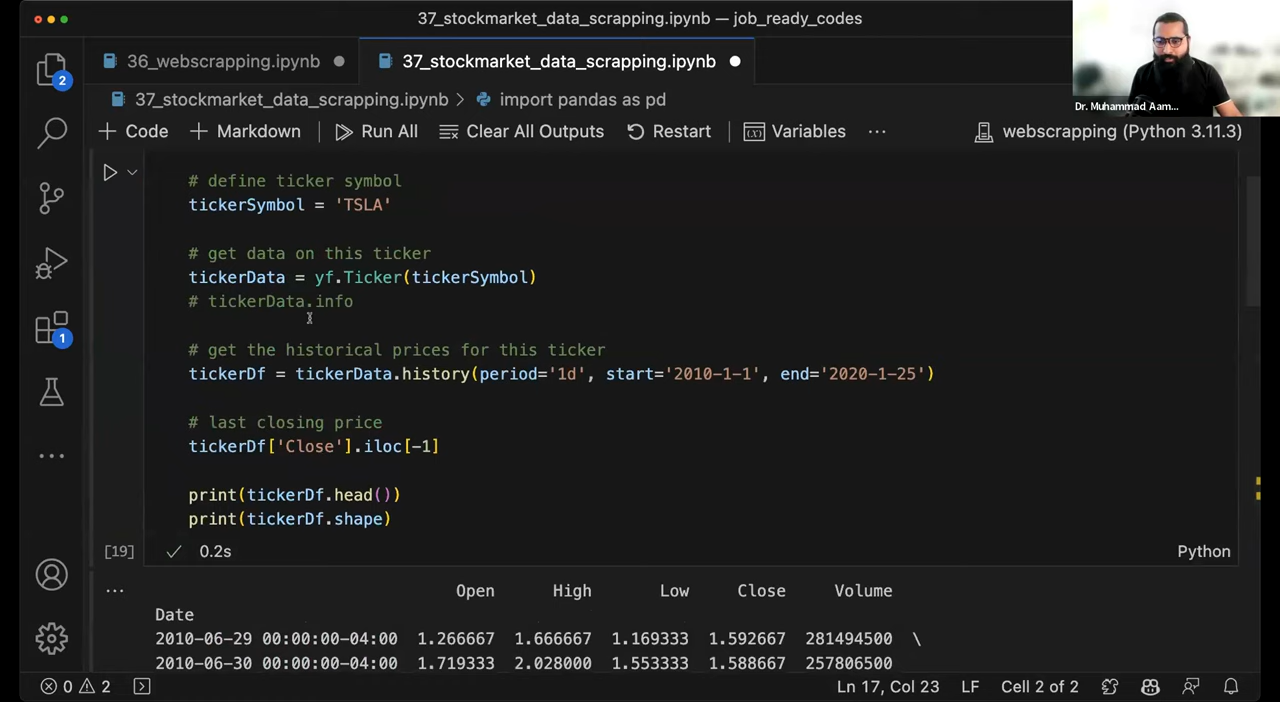 37_stockmarket_data_scrapping.ipynb — job_ready_codes
36_webscrapping.ipynb
37_stockmarket_data_scrapping.ipynb
Dr. Muhammad Aam...
2
37_stockmarket_data_scrapping.ipynb > import pandas as pd
+ Code + Markdown Run All Clear All Outputs Restart Variables ... webscrapping (Python 3.11.3)
# define ticker symbol
tickerSymbol = 'TSLA'
# get data on this ticker
tickerData = yf.Ticker(tickerSymbol)
# tickerData.info
1
# get the historical prices for this ticker
tickerDf = tickerData.history(period='1d', start='2010-1-1', end='2020-1-25')
# last closing price
tickerDf['Close'].iloc[-1]
print(tickerDf.head())
print(tickerDf.shape)
[19] ✓ 0.2s Python
... Open High Low Close Volume
Date
2010-06-29 00:00:00-04:00 1.266667 1.666667 1.169333 1.592667 281494500 \
2010-06-30 00:00:00-04:00 1.719333 2.028000 1.553333 1.588667 257806500
0 2 Ln 17, Col 23 LF Cell 2 of 2